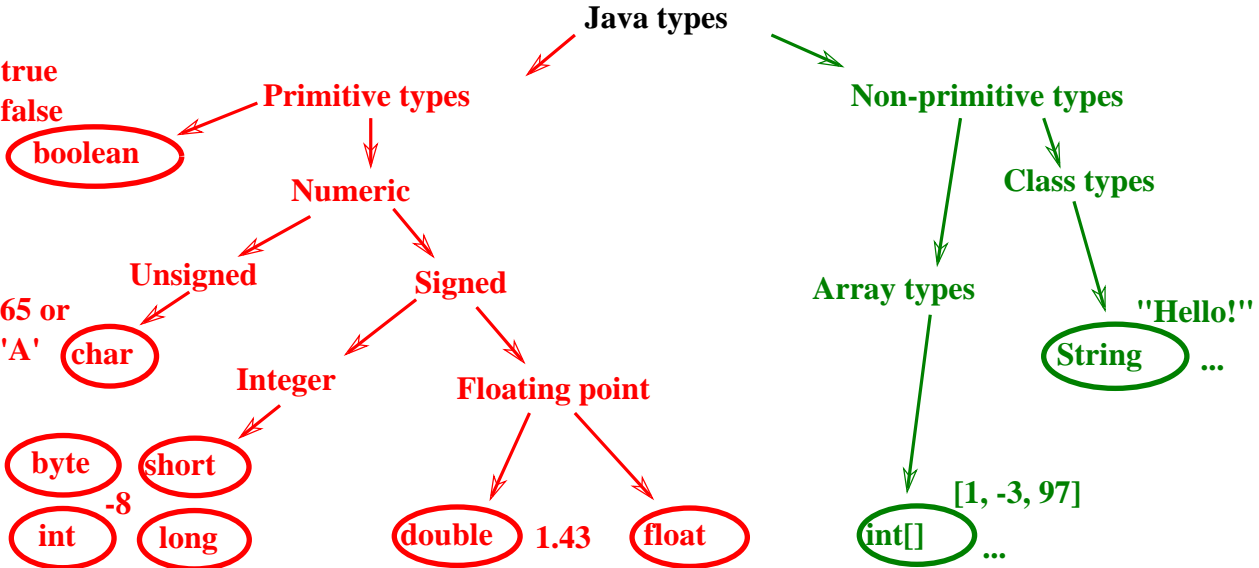 Java types
true
false
Primitive types
Non-primitive types
boolean
Class types
Numeric
Unsigned
Signed
Array types
65 or
'A'
char
"Hello!"
String
...
Integer
Floating point
byte
short
-8
int
long
double
1.43
float
[1, -3, 97]
int[]
...